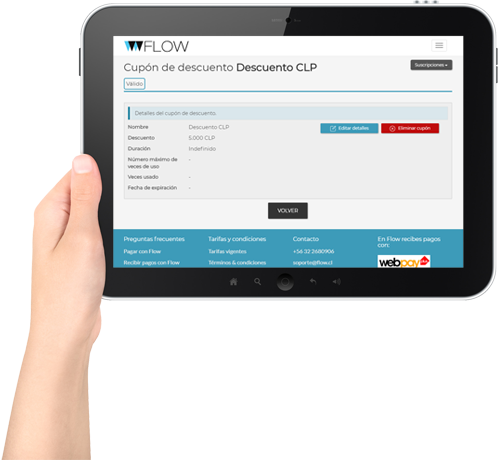 FLOW
Cupón de descuento Descuento CLP
Suscripciones
Válido
Detalles del cupón de descuento
Nombre Descuento CLP
Editar detalles
Eliminar cupón
Descuento 5.000 CLP
Duración Indefinido
Número máximo de
veces de uso -
Veces usado -
Fecha de expiración -
VOLVER
Preguntas frecuentes
Pagar con Flow
Recibir pagos con Flow
Tarifas y condiciones
Tarifas vigentes
Términos & condiciones
Contacto
+56 32 2680906
soporte@flow.cl
En Flow recibes pagos
con:
webpay